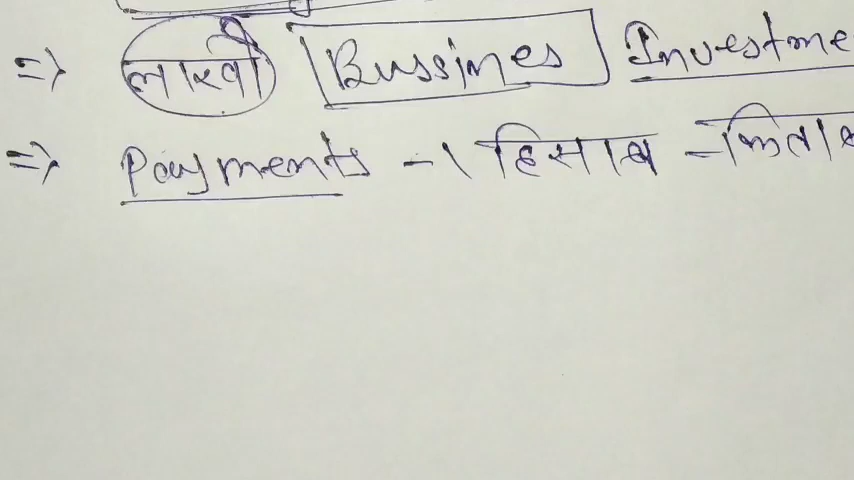 => लाखों Bussines Investme
=> Payments - ( हिसाब - किताब